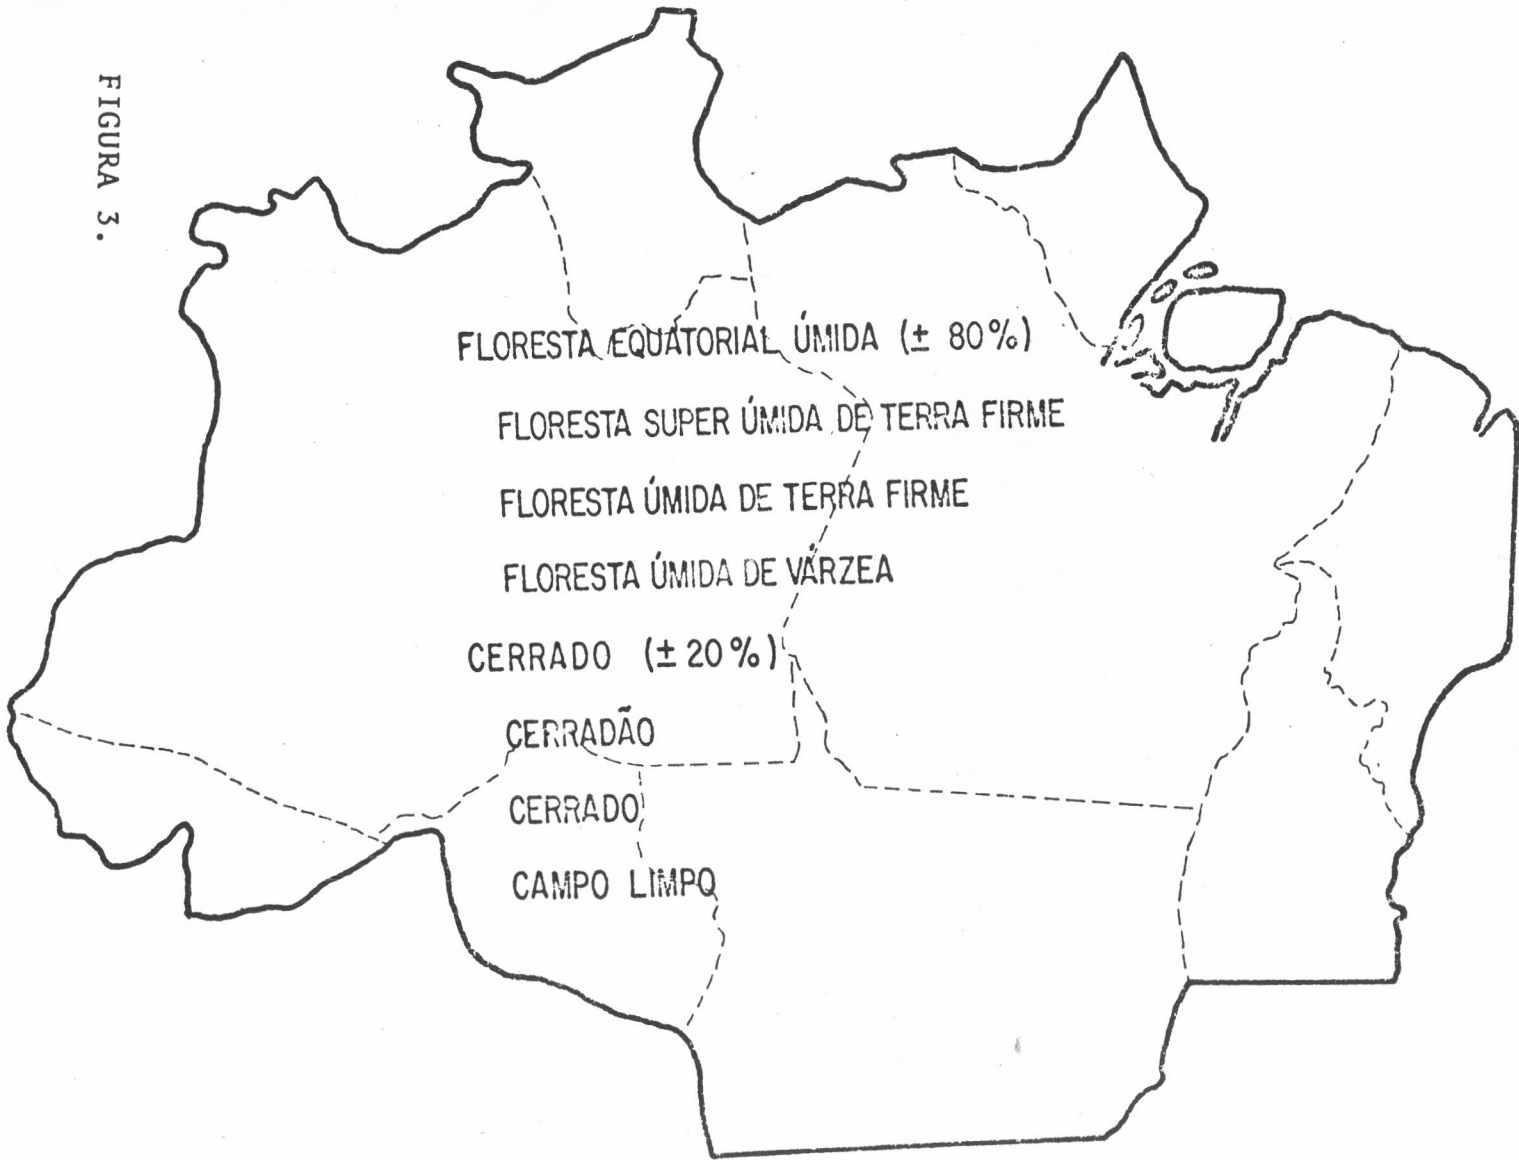 FIGURA 3.
FLORESTA EQUATORIAL ÚMIDA (± 80%)
FLORESTA SUPER ÚMIDA DE TERRA FIRME
FLORESTA ÚMIDA DE TERRA FIRME
FLORESTA ÚMIDA DE VÁRZEA
CERRADO (± 20%)
CERRADÃO
CERRADO
CAMPO LIMPO